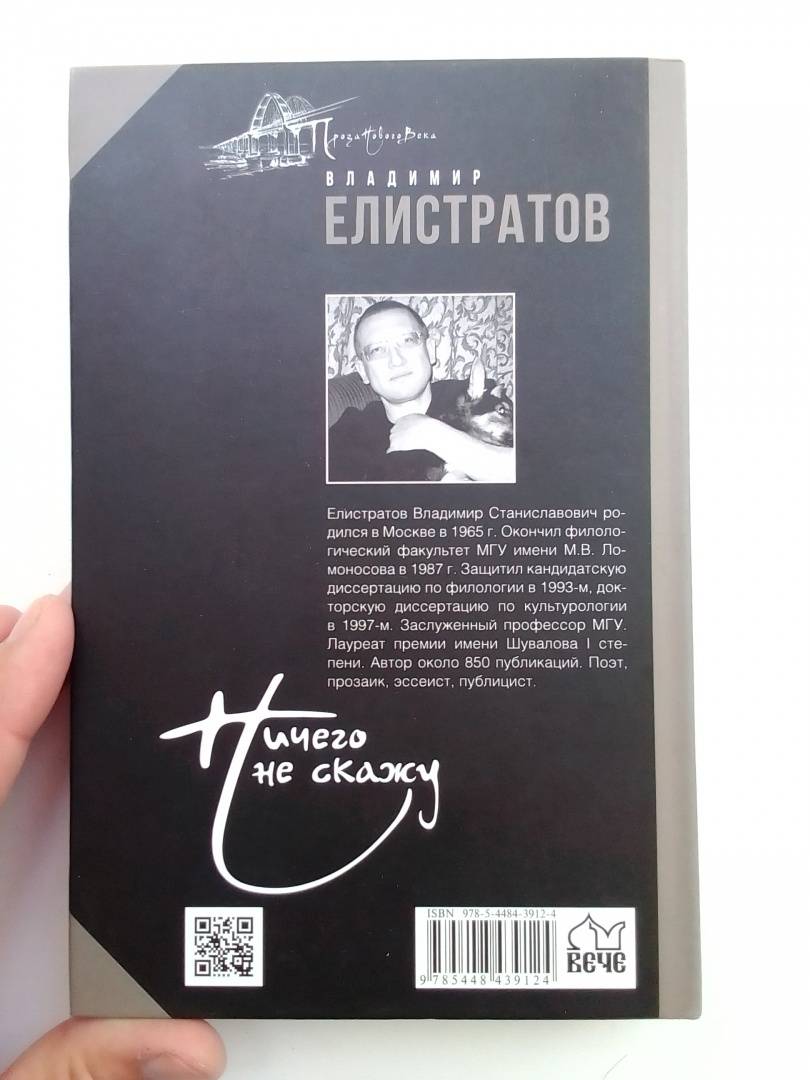 Проза Нового Века
ВЛАДИМИР
ЕЛИСТРАТОВ
Елистратов Владимир Станиславович ро-
дился в Москве в 1965 г. Окончил филоло-
гический факультет МГУ имени М.В. Ло-
моносова в 1987 г. Защитил кандидатскую
диссертацию по филологии в 1993-м, док-
торскую диссертацию по культурологии
в 1997-м. Заслуженный профессор МГУ.
Лауреат премии имени Шувалова I сте-
пени. Автор около 850 публикаций. Поэт,
прозаик, эссеист, публицист.
Ничего
не скажу
ISBN 978-5-4484-3912-4
9 785448 439124
ВЕЧЕ